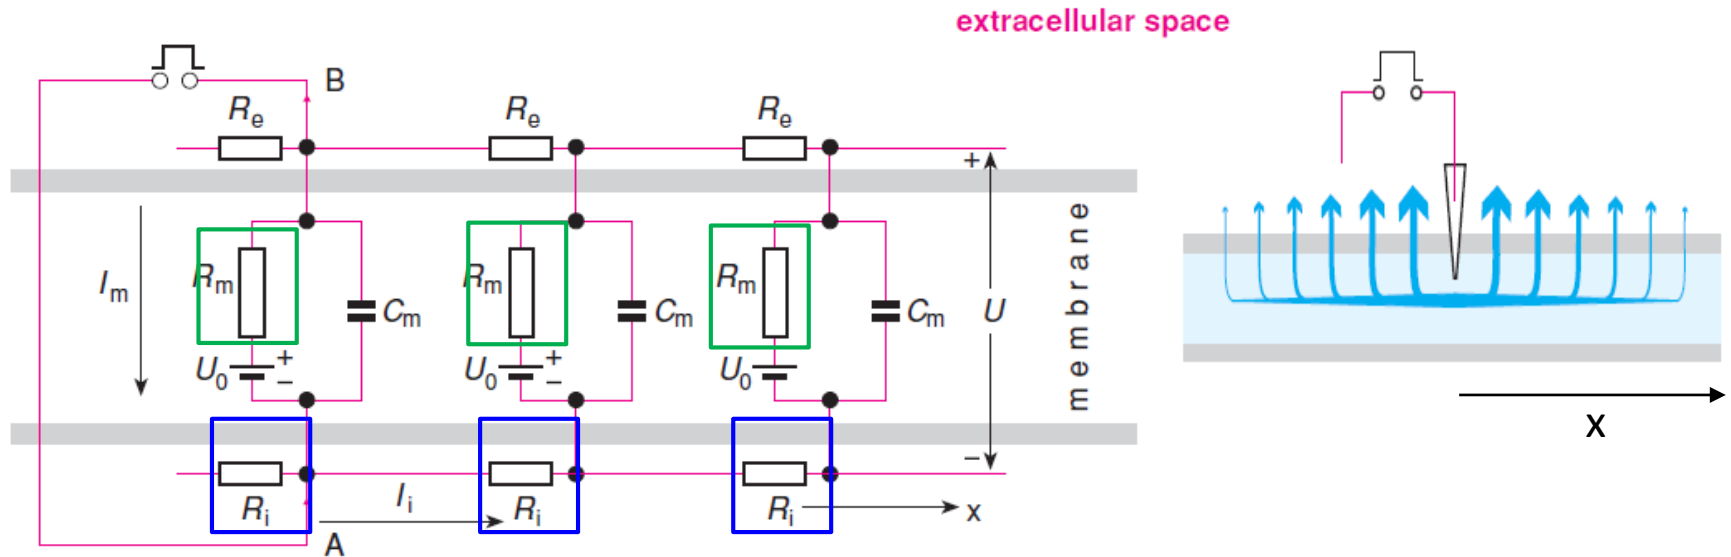 extracellular space
B
Re Re Re
+
Im
Rm Rm Rm
Cm Cm Cm
U
membrane
U0 + U0 + U0
− −
−
Ri Ri Ri
Ii
x
A
X